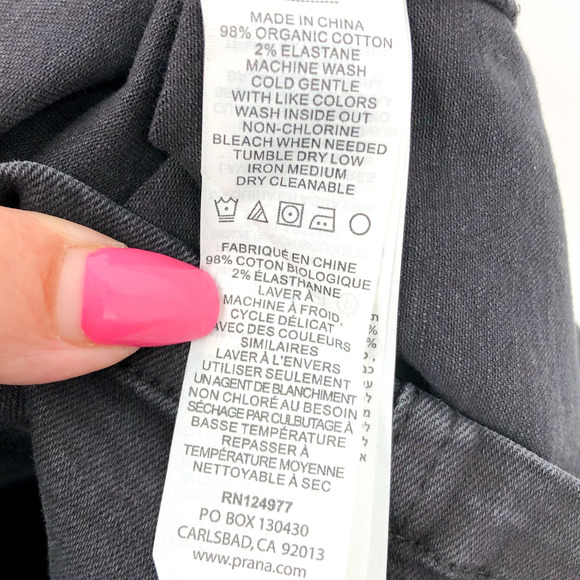 MADE IN CHINA
98% ORGANIC COTTON
2% ELASTANE
MACHINE WASH
COLD GENTLE
WITH LIKE COLORS
WASH INSIDE OUT
NON-CHLORINE
BLEACH WHEN NEEDED
TUMBLE DRY LOW
IRON MEDIUM
DRY CLEANABLE
FABRIQUÉ EN CHINE
98% COTON BIOLOGIQUE
2% ÉLASTHANNE
LAVER À
MACHINE À FROID,
CYCLE DÉLICAT
AVEC DES COULEURS
SIMILAIRES
LAVER À L'ENVERS
UTILISER SEULEMENT
UN AGENT DE BLANCHIMENT
NON CHLORÉ AU BESOIN
SÉCHAGE PAR CULBUTAGE À
BASSE TEMPÉRATURE
REPASSER À
TEMPÉRATURE MOYENNE
NETTOYABLE À SEC
RN124977
PO BOX 130430
CARLSBAD, CA 92013
www.prana.com